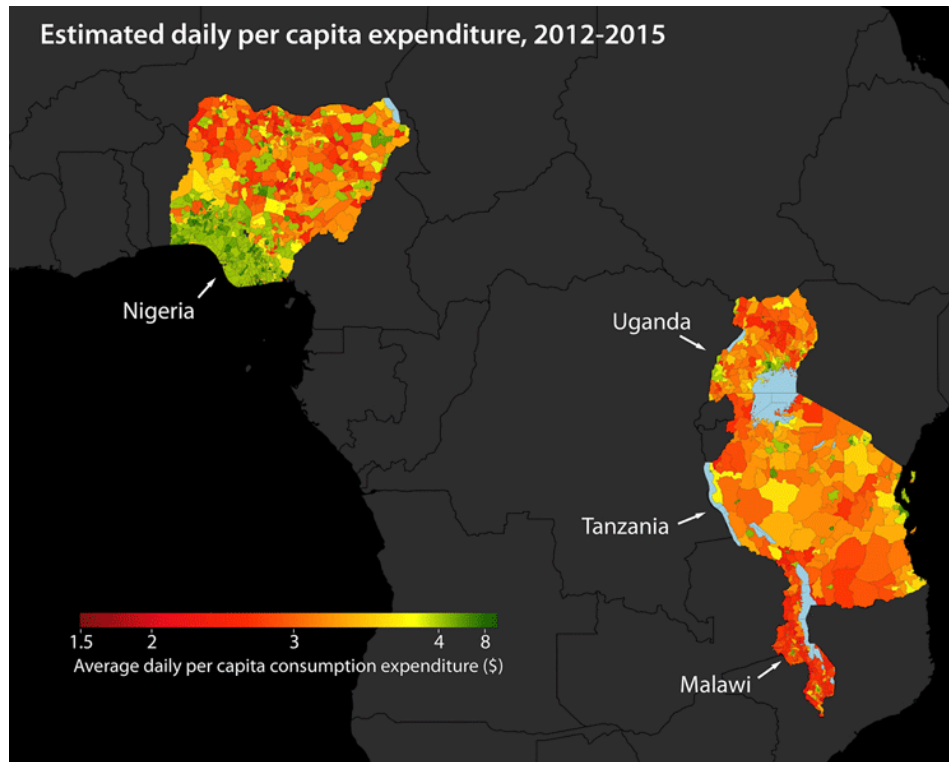 Estimated daily per capita expenditure, 2012-2015
Nigeria
Uganda
Tanzania
Malawi
1.5 2 3 4 8
Average daily per capita consumption expenditure ($)